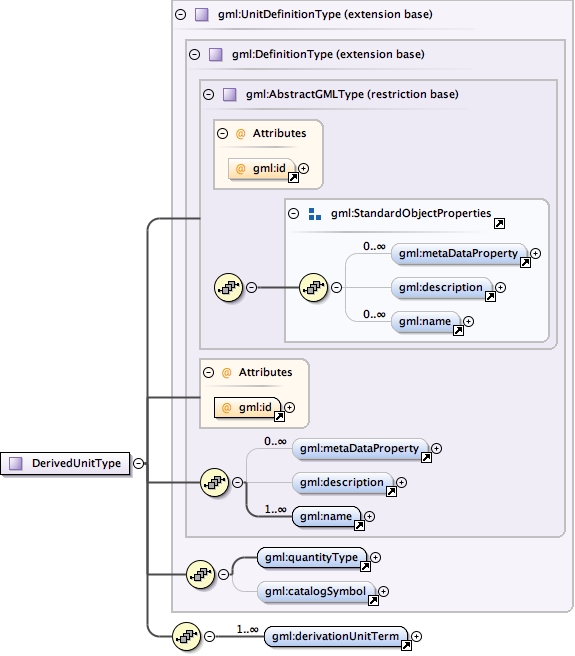 gml:UnitDefinitionType (extension base)
gml:DefinitionType (extension base)
gml:AbstractGMLType (restriction base)
@ Attributes
@ gml:id
gml:StandardObjectProperties
0..∞
gml:metaDataProperty
gml:description
0..∞
gml:name
@ Attributes
@ gml:id
0..∞
gml:metaDataProperty
DerivedUnitType
gml:description
1..∞
gml:name
gml:quantityType
gml:catalogSymbol
1..∞
gml:derivationUnitTerm